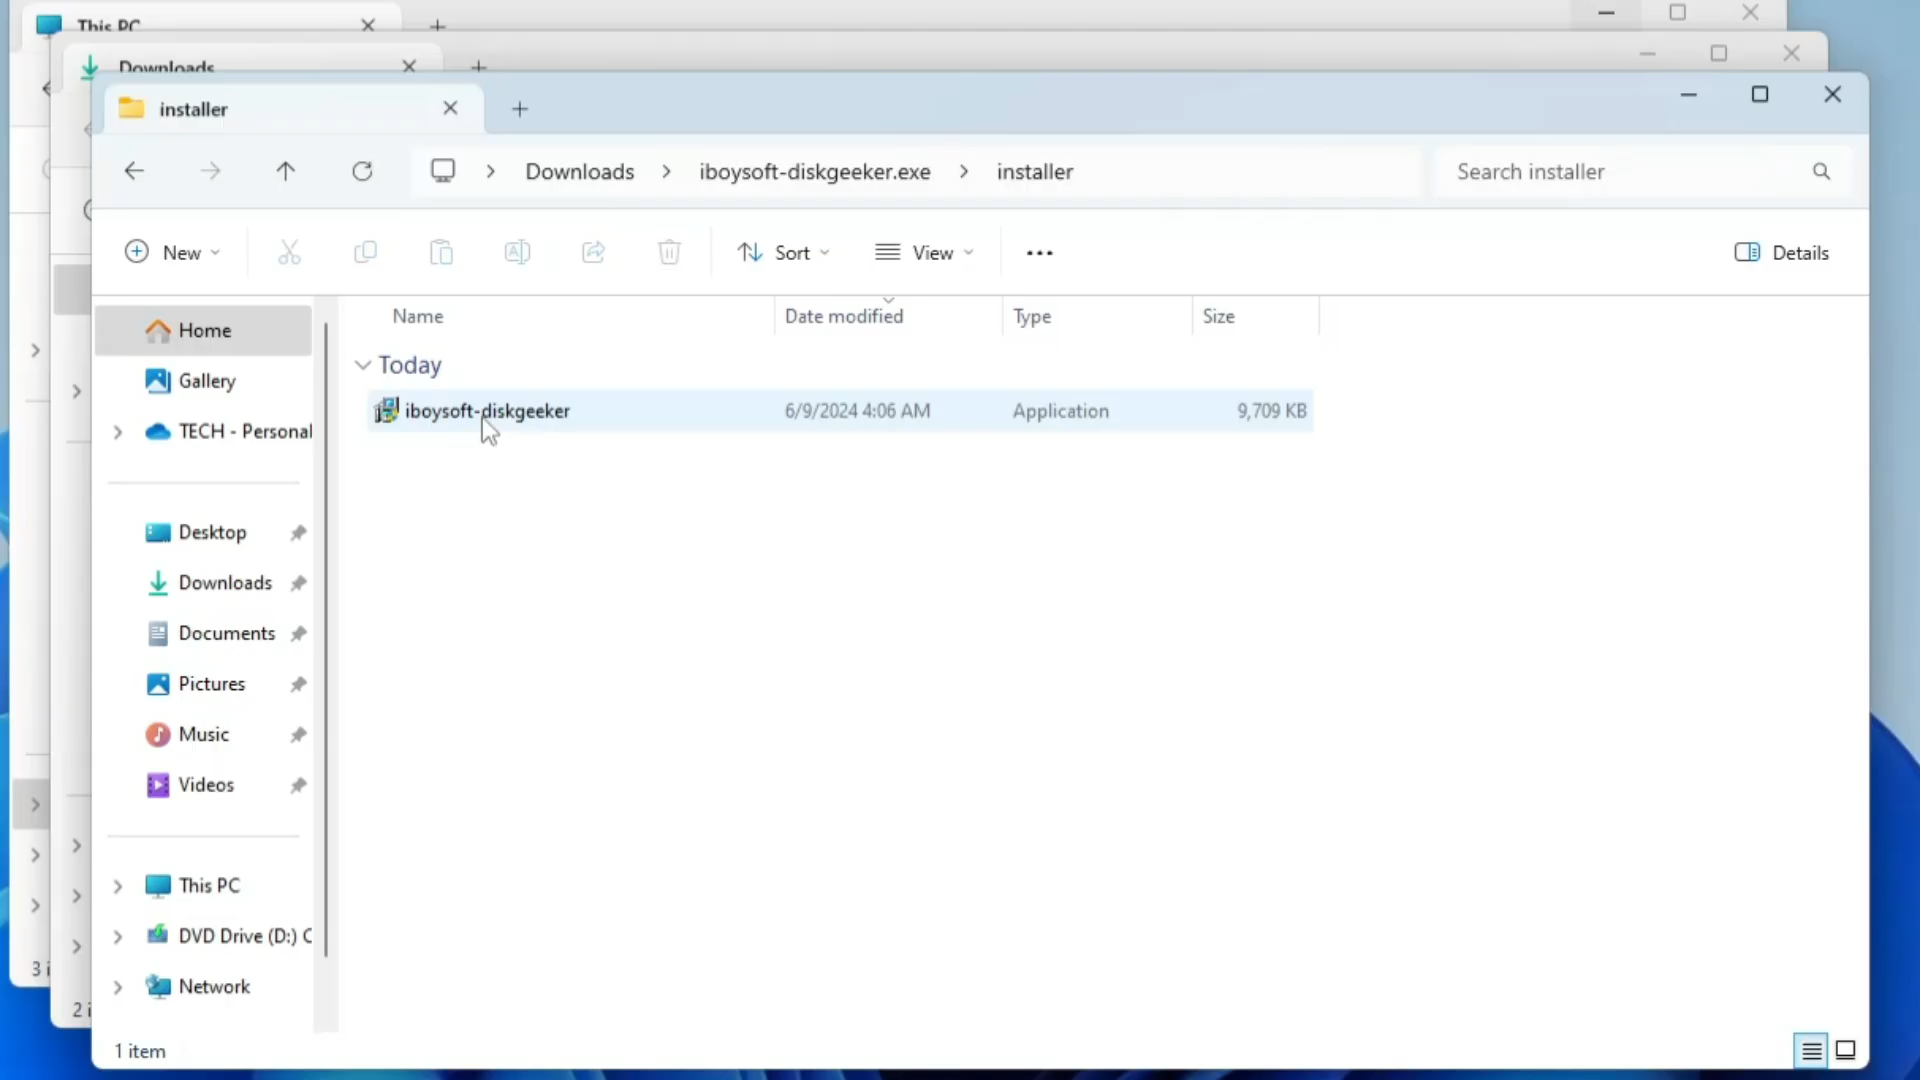 This PC
Downloads
installer
Downloads > iboysoft-diskgeeker.exe > installer
Search installer
New
Sort
View
Details
Name
Date modified
Type
Size
Today
iboysoft-diskgeeker
6/9/2024 4:06 AM
Application
9,709 KB
Home
Gallery
TECH - Personal
Desktop
Downloads
Documents
Pictures
Music
Videos
This PC
DVD Drive (D:) C
Network
3 i
2 i
1 item